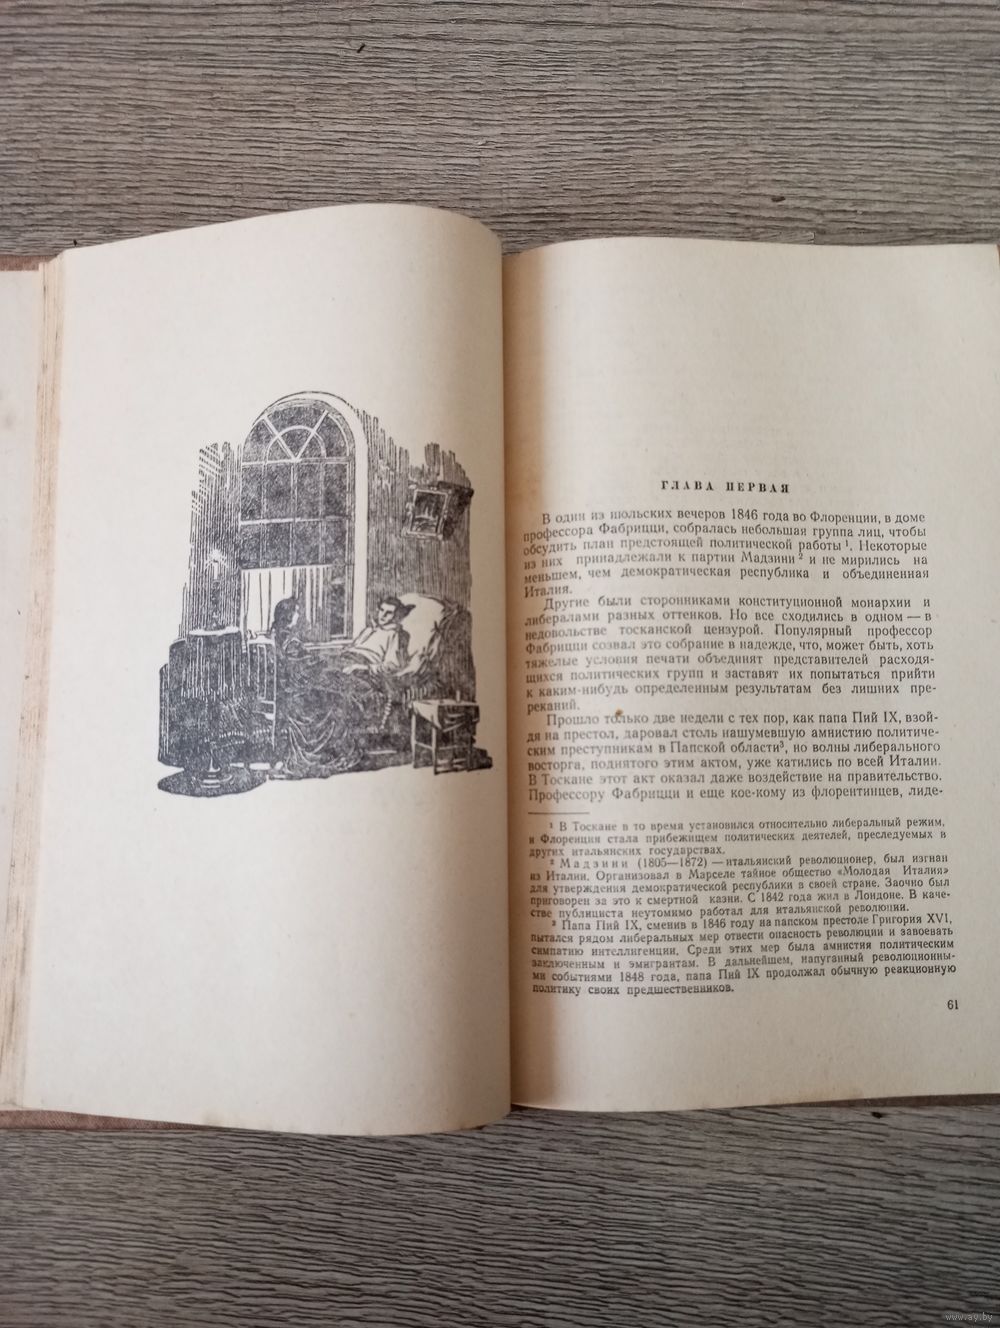 ГЛАВА ПЕРВАЯ
В один из июльских вечеров 1846 года во Флоренции, в доме
профессора Фабрицци, собралась небольшая группа лиц, чтобы
обсудить план предстоящей политической работы ¹. Некоторые
из них принадлежали к партии Мадзини ² и не мирились на
меньшем, чем демократическая республика и объединенная
Италия.
Другие были сторонниками конституционной монархии и
либералами разных оттенков. Но все сходились в одном — в
недовольстве тосканской цензурой. Популярный профессор
Фабрицци созвал это собрание в надежде, что, может быть, хоть
тяжелые условия печати объединят представителей расходя-
щихся политических групп и заставят их попытаться прийти
к каким-нибудь определенным результатам без лишних пре-
реканий.
Прошло только две недели с тех пор, как папа Пий IX, взой-
дя на престол, даровал столь нашумевшую амнистию политиче-
ским преступникам в Папской области³, но волны либерального
восторга, поднятого этим актом, уже катились по всей Италии.
В Тоскане этот акт оказал даже воздействие на правительство.
Профессору Фабрицци и еще кое-кому из флорентинцев, лиде-
¹ В Тоскане в то время установился относительно либеральный режим,
и Флоренция стала прибежищем политических деятелей, преследуемых в
других итальянских государствах.
² Мадзини (1805—1872) — итальянский революционер, был изгнан
из Италии. Организовал в Марселе тайное общество «Молодая Италия»
для утверждения демократической республики в своей стране. Заочно был
приговорен за это к смертной казни. С 1842 года жил в Лондоне. В каче-
стве публициста неутомимо работал для итальянской революции.
³ Папа Пий IX, сменив в 1846 году на папском престоле Григория XVI,
пытался рядом либеральных мер отвести опасность революции и завоевать
симпатию интеллигенции. Среди этих мер была амнистия политическим
заключенным и эмигрантам. В дальнейшем, напуганный революционны-
ми событиями 1848 года, папа Пий IX продолжал обычную реакционную
политику своих предшественников.
61
www.ay.by